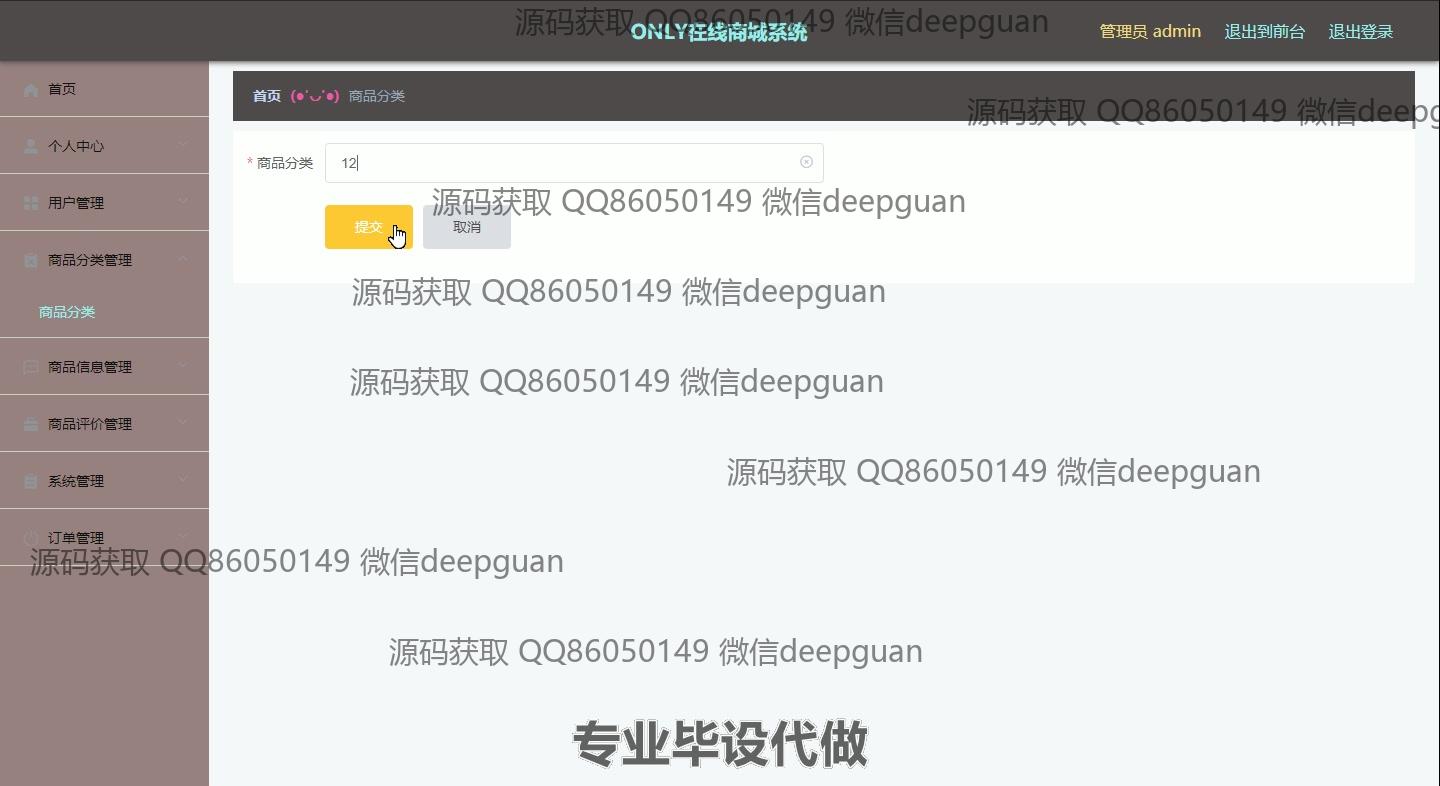 源码获取 QQ86050149 微信deepguan
ONLY在线商城系统
管理员 admin
退出到前台
退出登录
首页
个人中心
用户管理
商品分类管理
商品分类
商品信息管理
商品评价管理
系统管理
订单管理
首页 (●'◡'●) 商品分类
源码获取 QQ86050149 微信deepg
* 商品分类 12
源码获取 QQ86050149 微信deepguan
提交
取消
源码获取 QQ86050149 微信deepguan
源码获取 QQ86050149 微信deepguan
源码获取 QQ86050149 微信deepguan
源码获取 QQ86050149 微信deepguan
源码获取 QQ86050149 微信deepguan
专业毕设代做